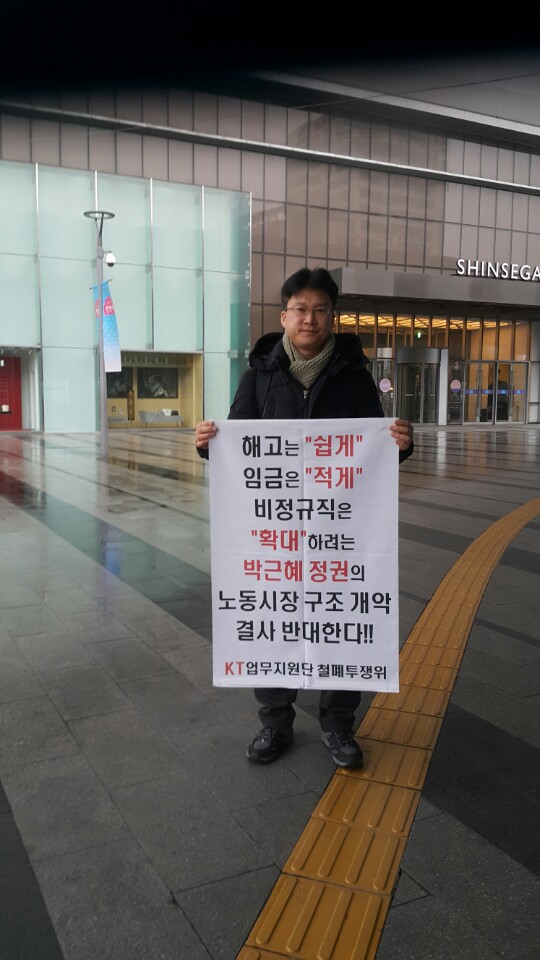 SHINSEGA
해고는 "쉽게"
임금은 "적게"
비정규직은
"확대"하려는
박근혜 정권의
노동시장 구조 개악
결사 반대한다!!
KT업무지원단 철폐투쟁위